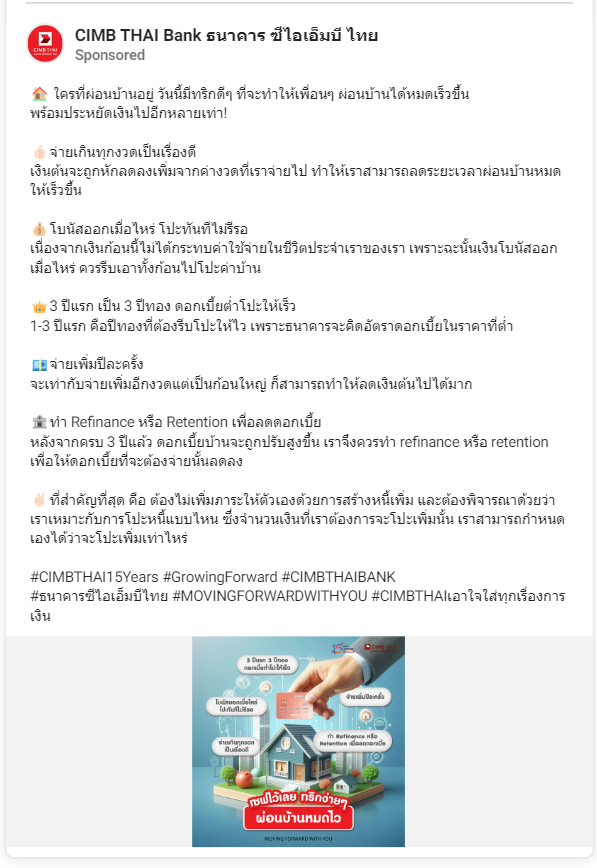 CIMB THAI Bank ธนาคาร ซีไอเอ็มบี ไทย
Sponsored
🏠 ใครที่ผ่อนบ้านอยู่ วันนี้มีทริกดีๆ ที่จะทำให้เพื่อนๆ ผ่อนบ้านได้หมดเร็วขึ้น
พร้อมประหยัดเงินไปอีกหลายเท่า!
👍🏻จ่ายเกินทุกงวดเป็นเรื่องดี
เงินต้นจะถูกหักลดลงเพิ่มจากค่างวดที่เราจ่ายไป ทำให้เราสามารถลดระยะเวลาผ่อนบ้านหมด
ให้เร็วขึ้น
💰โบนัสออกเมื่อไหร่ โปะทันทีไม่รีรอ
เนื่องจากเงินก้อนนี้ไม่ได้กระทบค่าใช้จ่ายในชีวิตประจำเราของเรา เพราะฉะนั้นเงินโบนัสออก
เมื่อไหร่ ควรรีบเอาทั้งก้อนไปโปะค่าบ้าน
👑3 ปีแรก เป็น 3 ปีทอง ดอกเบี้ยต่ำโปะให้เร็ว
1-3 ปีแรก คือปีทองที่ต้องรีบโปะให้ไว เพราะธนาคารจะคิดอัตราดอกเบี้ยในราคาที่ต่ำ
💶จ่ายเพิ่มปีละครั้ง
จะเท่ากับจ่ายเพิ่มอีกงวดแต่เป็นก้อนใหญ่ ก็สามารถทำให้ลดเงินต้นไปได้มาก
🏦ทำ Refinance หรือ Retention เพื่อลดดอกเบี้ย
หลังจากครบ 3 ปีแล้ว ดอกเบี้ยบ้านจะถูกปรับสูงขึ้น เราจึงควรทำ refinance หรือ retention
เพื่อให้ดอกเบี้ยที่จะต้องจ่ายนั้นลดลง
✌🏻ที่สำคัญที่สุด คือ ต้องไม่เพิ่มภาระให้ตัวเองด้วยการสร้างหนี้เพิ่ม และต้องพิจารณาด้วยว่า
เราเหมาะกับการโปะหนี้แบบไหน ซึ่งจำนวนเงินที่เราต้องการจะโปะเพิ่มนั้น เราสามารถกำหนด
เองได้ว่าจะโปะเพิ่มเท่าไหร่
#CIMBTHAI15Years #GrowingForward #CIMBTHAIBANK
#ธนาคารซีไอเอ็มบีไทย #MOVINGFORWARDWITHYOU #CIMBTHAIเอาใจใส่ทุกเรื่องการ
เงิน
3 ปีแรก 3 ปีทอง
ดอกเบี้ยต่ำโปะให้เร็ว
โบนัสออกเมื่อไหร่
โปะทันทีไม่รีรอ
จ่ายเพิ่มปีละครั้ง
จ่ายเกินทุกงวด
เป็นเรื่องดี
ทำ Refinance หรือ
Retention เพื่อลดดอกเบี้ย
เซฟไว้เลย ทริกง่ายๆ
ผ่อนบ้านหมดไว
MOVING FORWARD WITH YOU